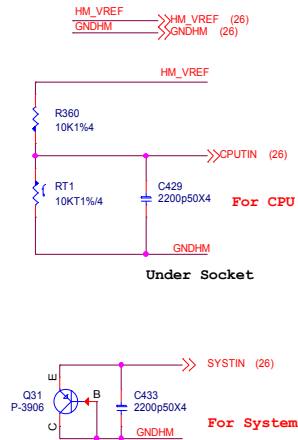 HM_VREF HM_VREF (26)
GNDHM GNDHM (26)
HM_VREF
R360
10K1%4
CPUTIN (26)
RT1
10KT1%/4
C429
2200p50X4
For CPU
GNDHM
Under Socket
E
SYSTIN (26)
Q31
P-3906
B
C433
2200p50X4
C
For System
GNDHM